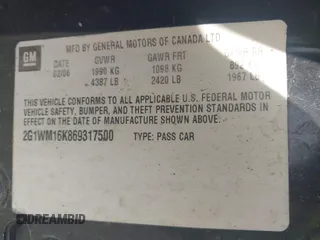 GM
MFD BY GENERAL MOTORS OF CANADA LTD
DATE GVWR GAWR FRT
03/06 1990 KG 1098 KG
4387 LB 2420 LB 1967 LB
THIS VEHICLE CONFORMS TO ALL APPLICABLE U.S. FEDERAL MOTOR
VEHICLE SAFETY, BUMPER, AND THEFT PREVENTION STANDARDS IN
EFFECT ON THE DATE OF MANUFACTURE SHOWN ABOVE.
2G1WM16K869317500 TYPE: PASS CAR
DREAMBID